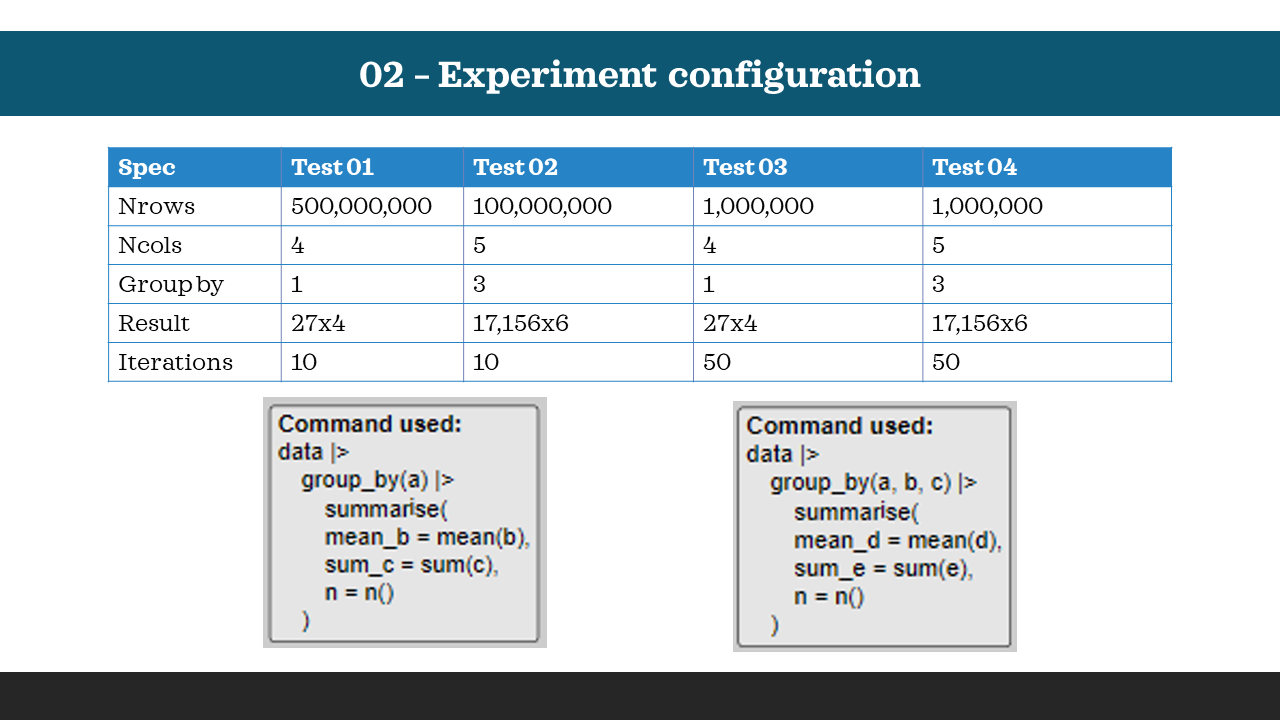 02 – Experiment configuration
Spec Test 01 Test 02 Test 03 Test 04
Nrows 500,000,000 100,000,000 1,000,000 1,000,000
Ncols 4 5 4 5
Group by 1 3 1 3
Result 27x4 17,156x6 27x4 17,156x6
Iterations 10 10 50 50
Command used:
data |>
group_by(a) |>
summarise(
mean_b = mean(b),
sum_c = sum(c),
n = n()
)
Command used:
data |>
group_by(a, b, c) |>
summarise(
mean_d = mean(d),
sum_e = sum(e),
n = n()
)